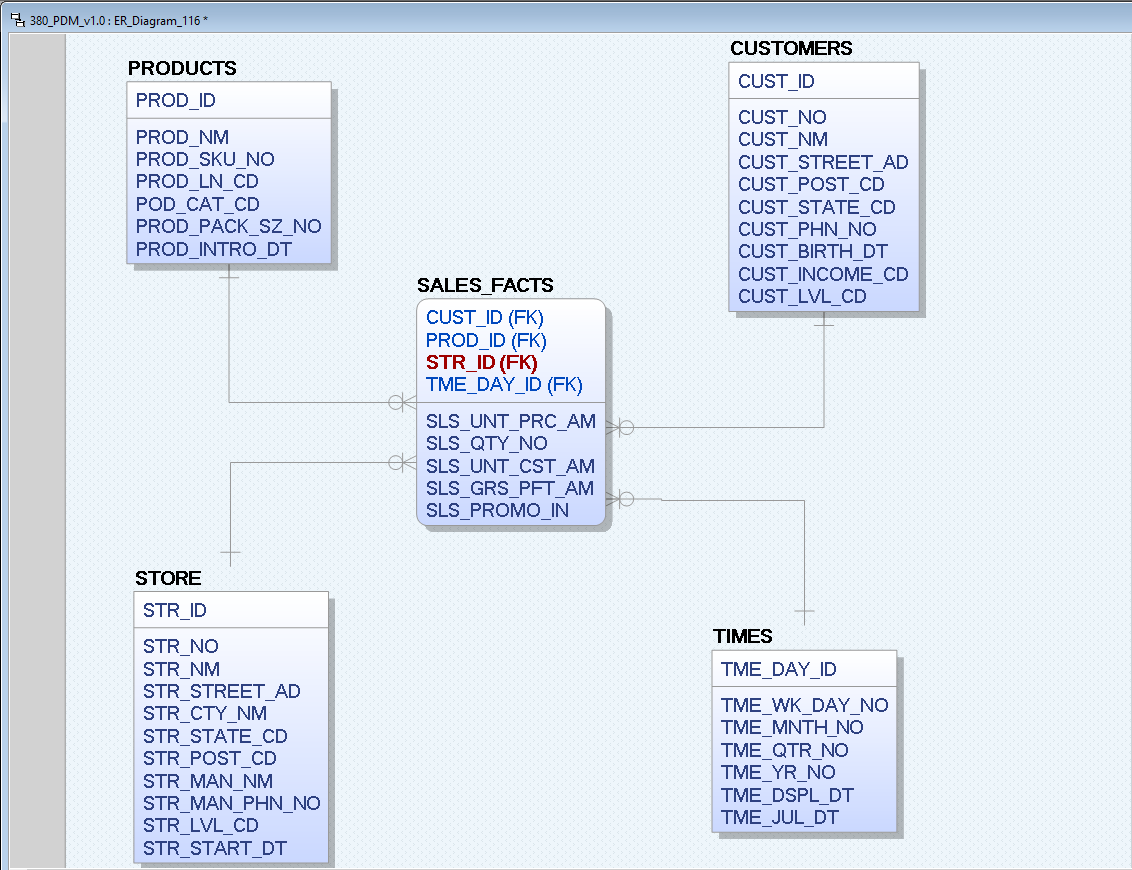 380_PDM_v1.0 : ER_Diagram_116 *
PRODUCTS
PROD_ID
PROD_NM
PROD_SKU_NO
PROD_LN_CD
POD_CAT_CD
PROD_PACK_SZ_NO
PROD_INTRO_DT
CUSTOMERS
CUST_ID
CUST_NO
CUST_NM
CUST_STREET_AD
CUST_POST_CD
CUST_STATE_CD
CUST_PHN_NO
CUST_BIRTH_DT
CUST_INCOME_CD
CUST_LVL_CD
SALES_FACTS
CUST_ID (FK)
PROD_ID (FK)
STR_ID (FK)
TME_DAY_ID (FK)
SLS_UNT_PRC_AM
SLS_QTY_NO
SLS_UNT_CST_AM
SLS_GRS_PFT_AM
SLS_PROMO_IN
STORE
STR_ID
STR_NO
STR_NM
STR_STREET_AD
STR_CTY_NM
STR_STATE_CD
STR_POST_CD
STR_MAN_NM
STR_MAN_PHN_NO
STR_LVL_CD
STR_START_DT
TIMES
TME_DAY_ID
TME_WK_DAY_NO
TME_MNTH_NO
TME_QTR_NO
TME_YR_NO
TME_DSPL_DT
TME_JUL_DT